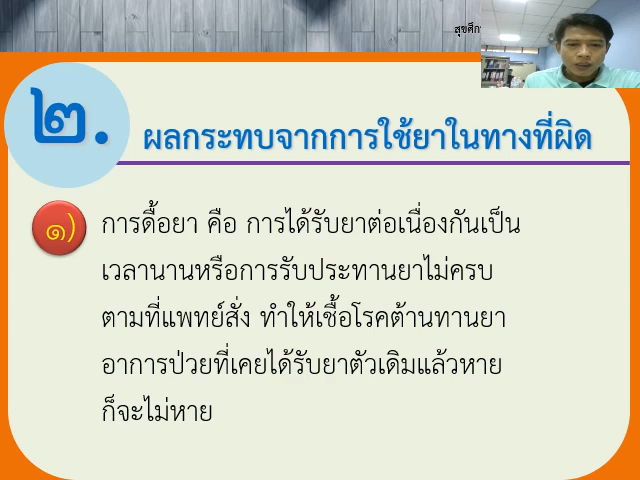 สุขศึก
๒.
ผลกระทบจากการใช้ยาในทางที่ผิด
๑)
การดื้อยา คือ การได้รับยาต่อเนื่องกันเป็น
เวลานานหรือการรับประทานยาไม่ครบ
ตามที่แพทย์สั่ง ทำให้เชื้อโรคต้านทานยา
อาการป่วยที่เคยได้รับยาตัวเดิมแล้วหาย
ก็จะไม่หาย